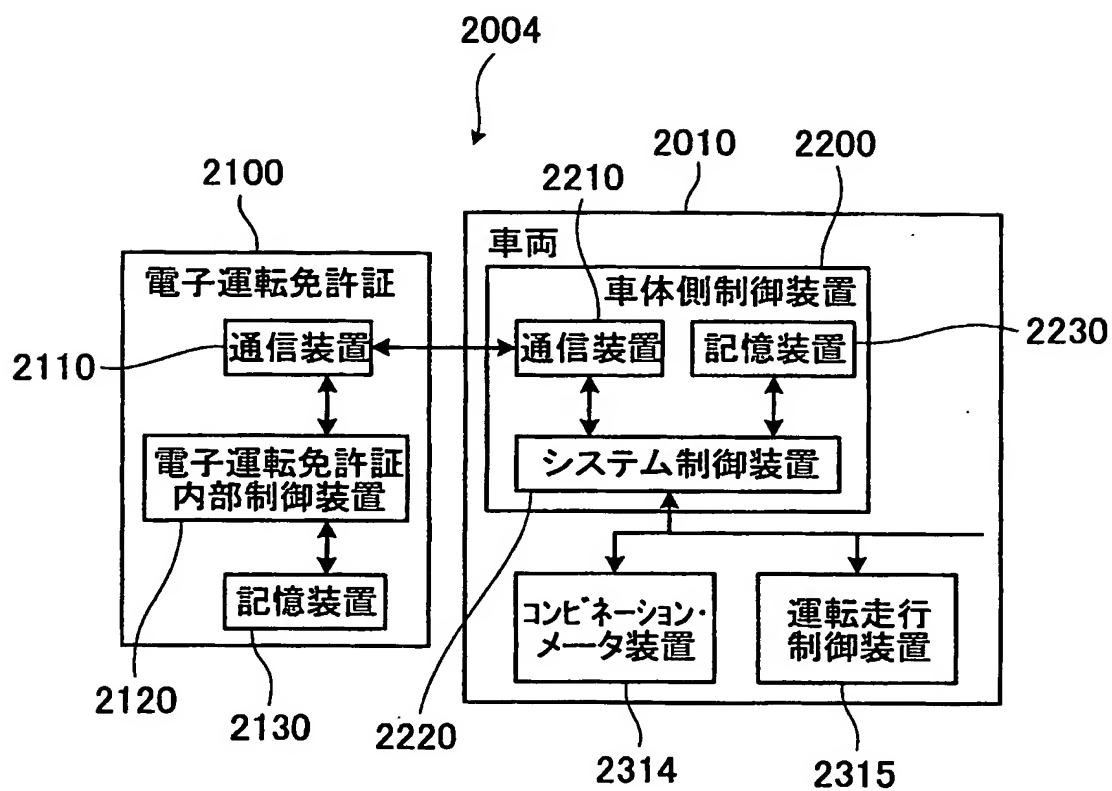 2004
2100
2010
2200
2210
車両
電子運転免許証
車体側制御装置
通信装置
通信装置
記憶装置
2230
2110
電子運転免許証
内部制御装置
システム制御装置
記憶装置
コンビネーション・
メータ装置
運転走行
制御装置
2120
2130
2220
2314
2315